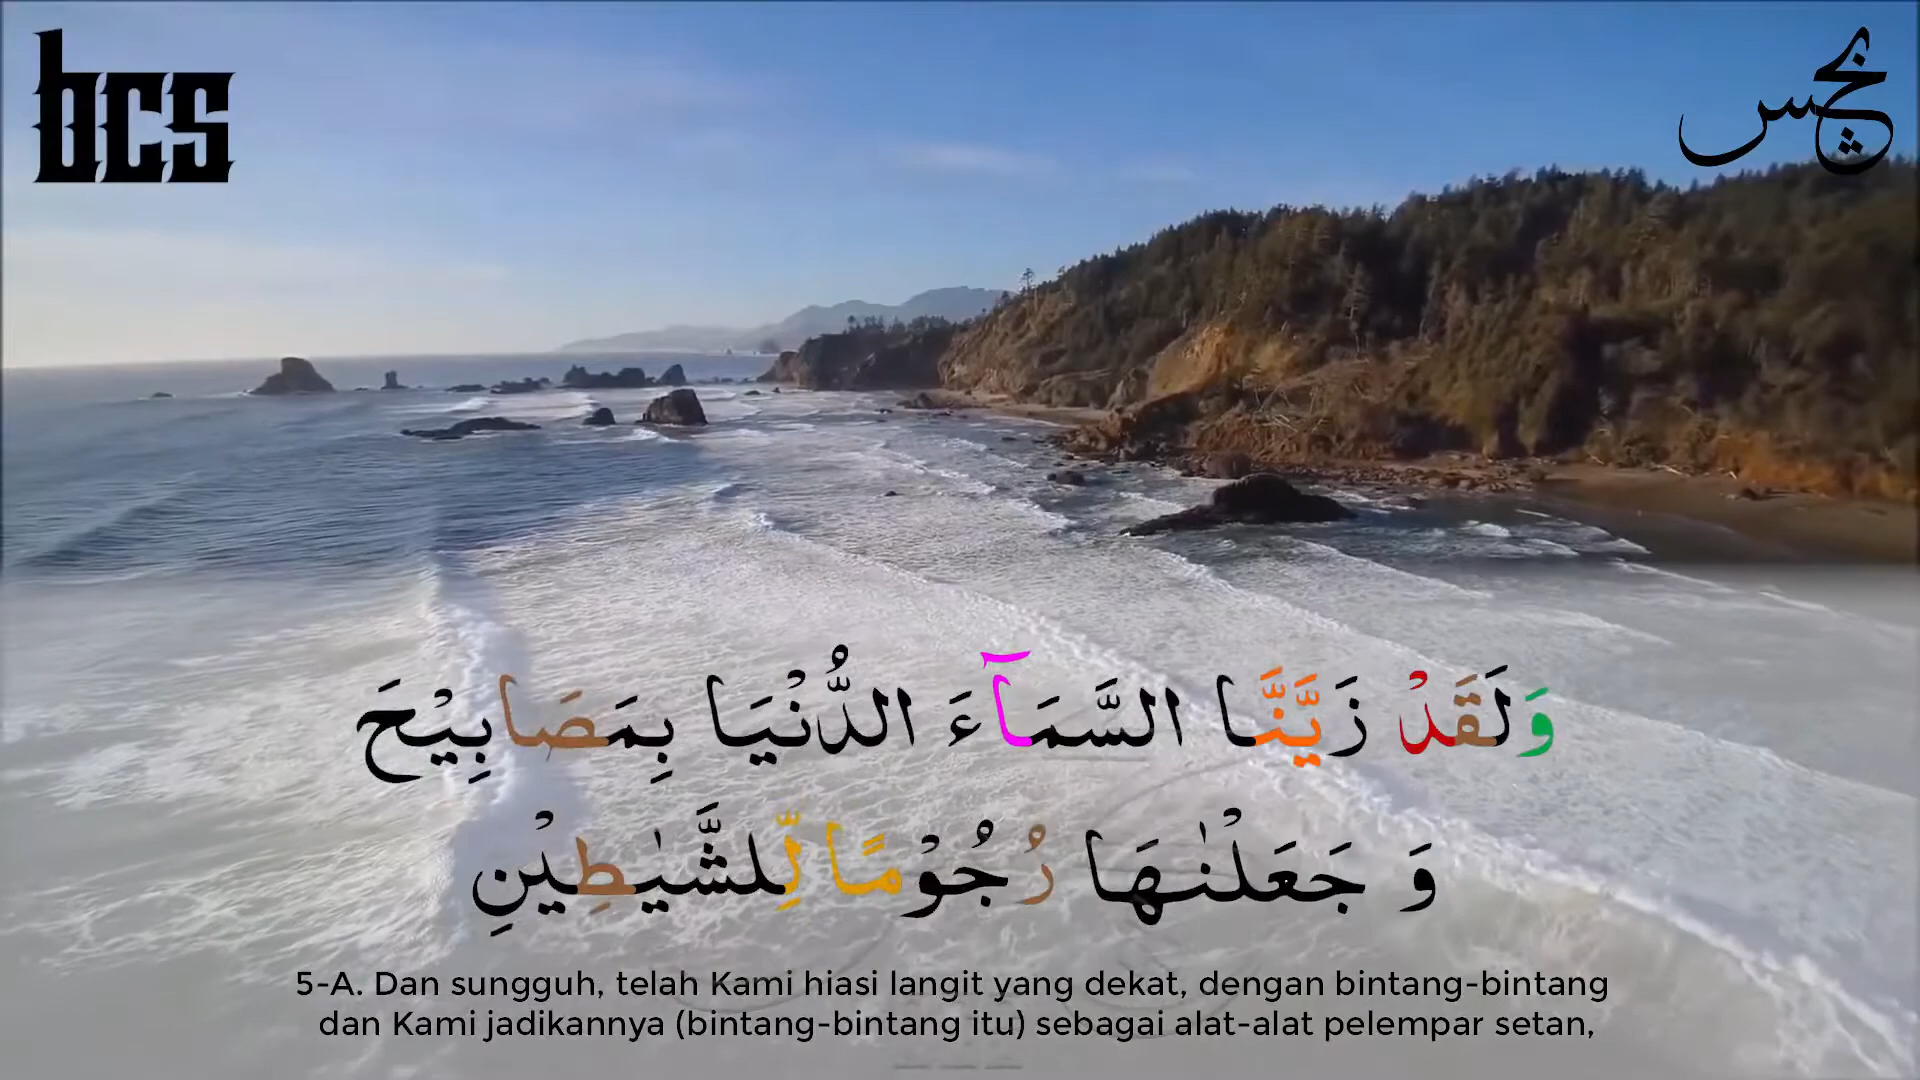 bcs
بچس
وَلَقَدْ زَيَّنَّا السَّمَآءَ الدُّنْيَا بِمَصَابِيْحَ
وَ جَعَلْنٰهَا رُجُوْمًا لِّلشَّيٰطِيْنِ
5-A. Dan sungguh, telah Kami hiasi langit yang dekat, dengan bintang-bintang
dan Kami jadikannya (bintang-bintang itu) sebagai alat-alat pelempar setan,